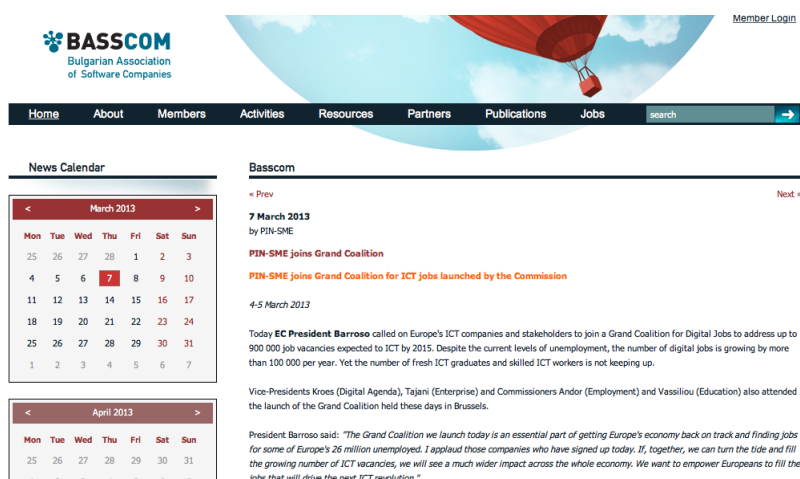 Member Login
BASSCOM
Bulgarian Association
of Software Companies
Home About Members Activities Resources Partners Publications Jobs search
News Calendar
< March 2013 >
Mon Tue Wed Thu Fri Sat Sun
25 26 27 28 1 2 3
4 5 6 7 8 9 10
11 12 13 14 15 16 17
18 19 20 21 22 23 24
25 26 27 28 29 30 31
1 2 3 4 5 6 7
< April 2013 >
Mon Tue Wed Thu Fri Sat Sun
25 26 27 28 29 30 31
Basscom
« Prev Next »
7 March 2013
by PIN-SME
PIN-SME joins Grand Coalition
PIN-SME joins Grand Coalition for ICT jobs launched by the Commission
4-5 March 2013
Today EC President Barroso called on Europe's ICT companies and stakeholders to join a Grand Coalition for Digital Jobs to address up to
900 000 job vacancies expected to ICT by 2015. Despite the current levels of unemployment, the number of digital jobs is growing by more
than 100 000 per year. Yet the number of fresh ICT graduates and skilled ICT workers is not keeping up.
Vice-Presidents Kroes (Digital Agenda), Tajani (Enterprise) and Commissioners Andor (Employment) and Vassiliou (Education) also attended
the launch of the Grand Coalition held these days in Brussels.
President Barroso said: "The Grand Coalition we launch today is an essential part of getting Europe's economy back on track and finding jobs
for some of Europe's 26 million unemployed. I applaud those companies who have signed up today. If, together, we can turn the tide and fill
the growing number of ICT vacancies, we will see a much wider impact across the whole economy. We want to empower Europeans to fill the
jobs that will drive the next ICT revolution."